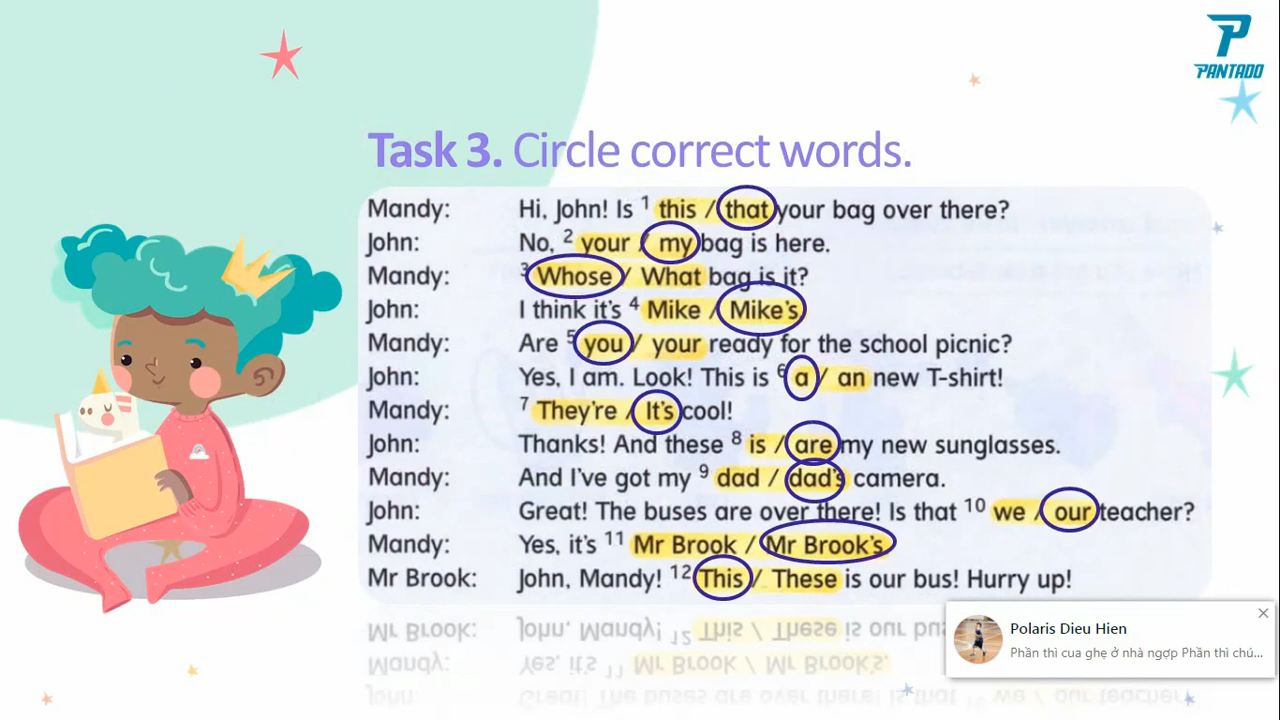 PANTADO
Task 3. Circle correct words.
Mandy: Hi, John! Is 1 this / that your bag over there?
John: No, 2 your / my bag is here.
Mandy: 3 Whose / What bag is it?
John: I think it's 4 Mike / Mike's.
Mandy: Are 5 you / your ready for the school picnic?
John: Yes, I am. Look! This is 6 a / an new T-shirt!
Mandy: 7 They're / It's cool!
John: Thanks! And these 8 is / are my new sunglasses.
Mandy: And I've got my 9 dad / dad's camera.
John: Great! The buses are over there! Is that 10 we / our teacher?
Mandy: Yes, it's 11 Mr Brook / Mr Brook's.
Mr Brook: John, Mandy! 12 This / These is our bus! Hurry up!
Polaris Dieu Hien
Phần thì cua ghẹ ở nhà ngợp Phần thì chú...